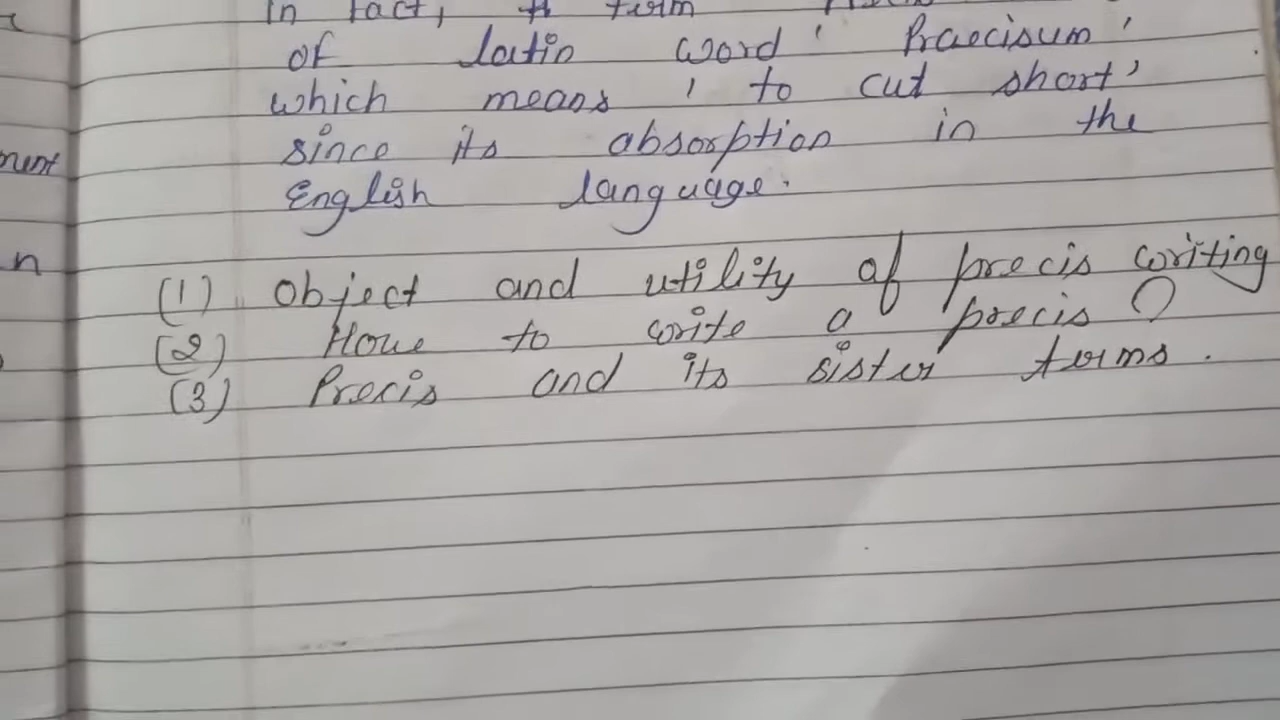 In fact, term
of latin word ' Praecisum '
which means ' to cut short'
since its absorption in the
English language.
(1) Object and utility of precis writing
(2) Howe to write a precis ?
(3) Precis and its sister terms.
n